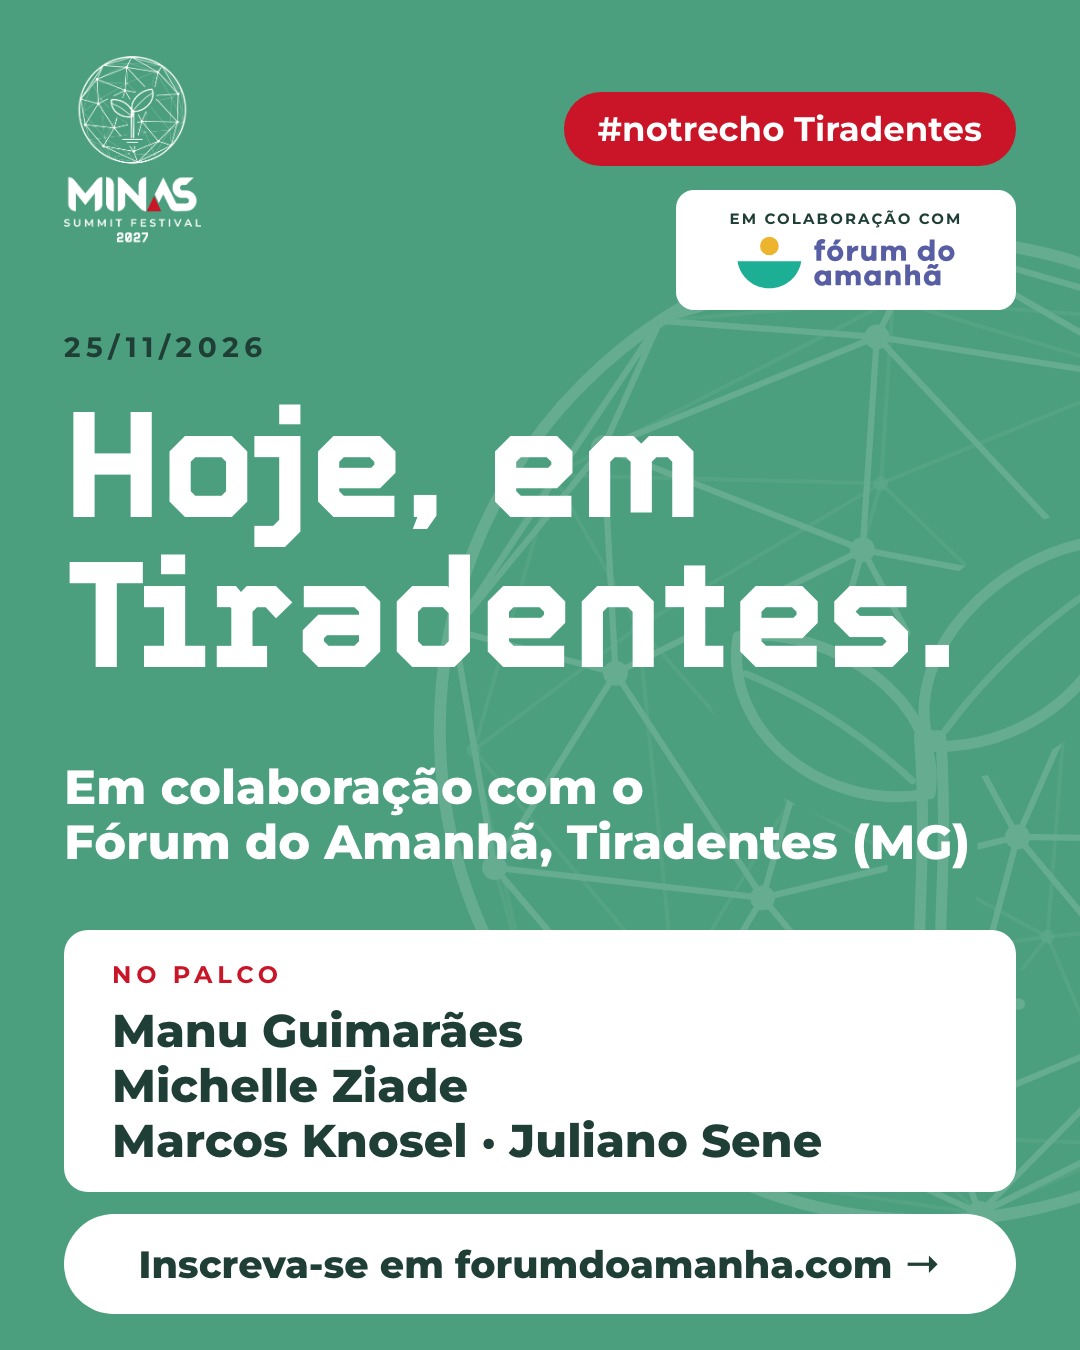 MINAS
SUMMIT FESTIVAL
2027
#notrecho Tiradentes
EM COLABORAÇÃO COM
fórum do
amanhã
25/11/2026
Hoje, em
Tiradentes.
Em colaboração com o
Fórum do Amanhã, Tiradentes (MG)
NO PALCO
Manu Guimarães
Michelle Ziade
Marcos Knosel • Juliano Sene
Inscreva-se em forumdoamanha.com →